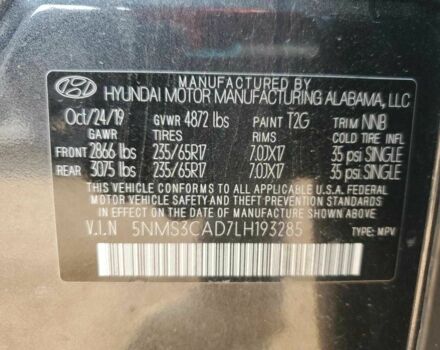 MANUFACTURED BY
HYUNDAI MOTOR MANUFACTURING ALABAMA, LLC
Oct/24/19 GVWR 4872 lbs PAINT T2G TRIM NNB
GAWR TIRES RIMS COLD TIRE INFL
FRONT 2866 lbs 235/65R17 7.0JX17 35 psi SINGLE
REAR 3075 lbs 235/65R17 7.0JX17 35 psi SINGLE
THIS VEHICLE CONFORMS TO ALL APPLICABLE U.S.A. FEDERAL
MOTOR VEHICLE SAFETY AND THEFT PREVENTION STANDARDS
IN EFFECT ON THE DATE OF MANUFACTURE SHOWN ABOVE.
V.I.N 5NMS3CAD7LH193285
TYPE: MPV